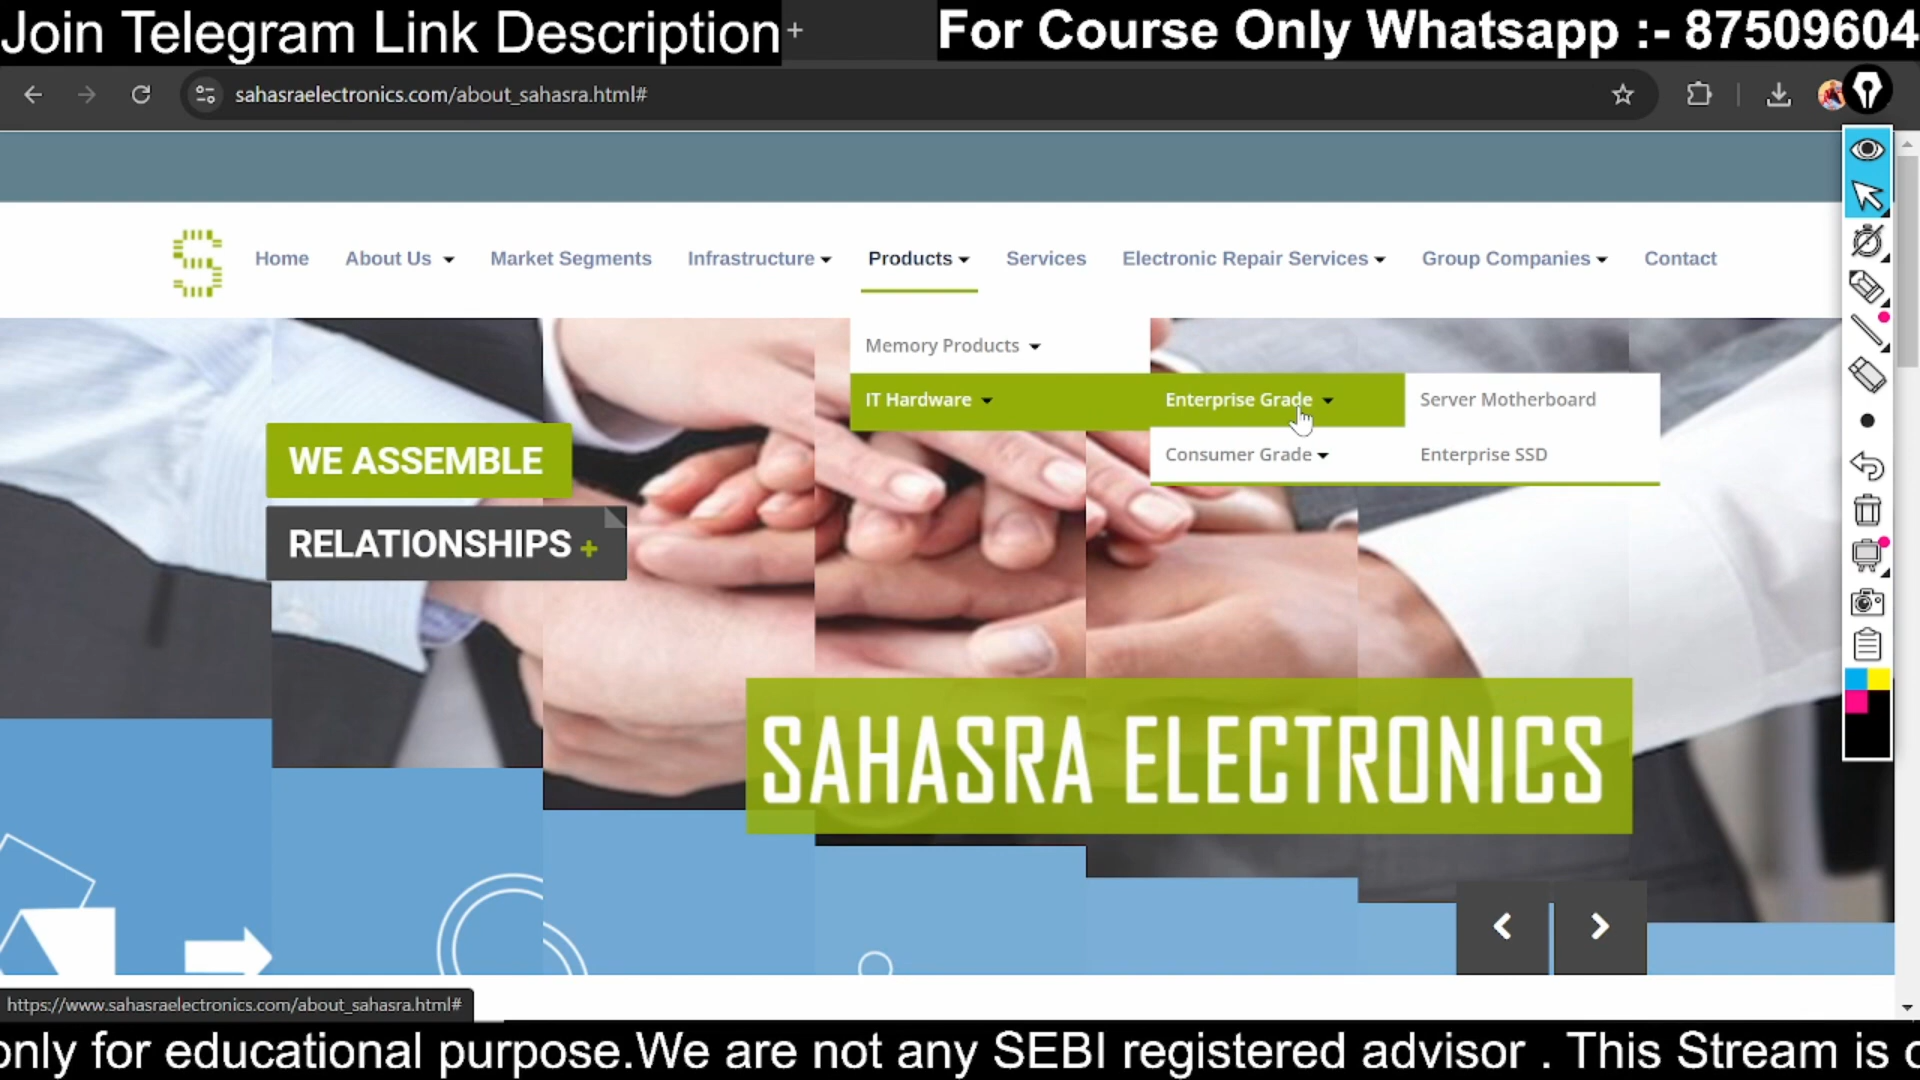 Join Telegram Link Description
For Course Only Whatsapp :- 87509604
sahasraelectronics.com/about_sahasra.html#
Home
About Us
Market Segments
Infrastructure
Products
Services
Electronic Repair Services
Group Companies
Contact
Memory Products
IT Hardware
Enterprise Grade
Server Motherboard
Consumer Grade
Enterprise SSD
WE ASSEMBLE
RELATIONSHIPS +
SAHASRA ELECTRONICS
https://www.sahasraelectronics.com/about_sahasra.html#
only for educational purpose.We are not any SEBI registered advisor . This Stream is